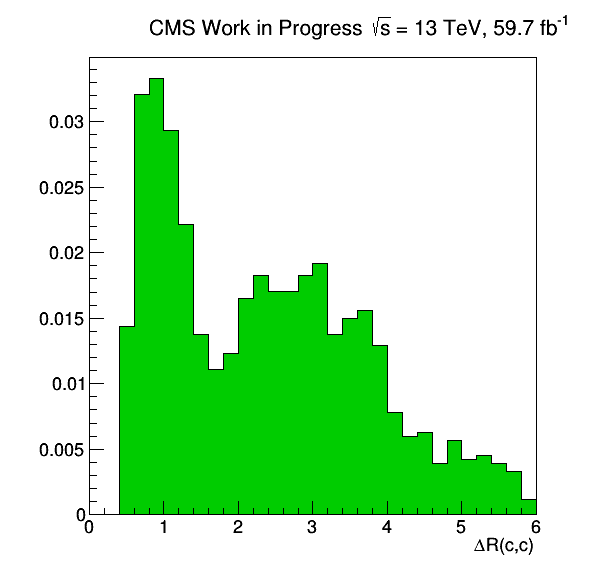 CMS Work in Progress √s = 13 TeV, 59.7 fb⁻¹
0.03
0.025
0.02
0.015
0.01
0.005
0
0 1 2 3 4 5 6
ΔR(c,c)